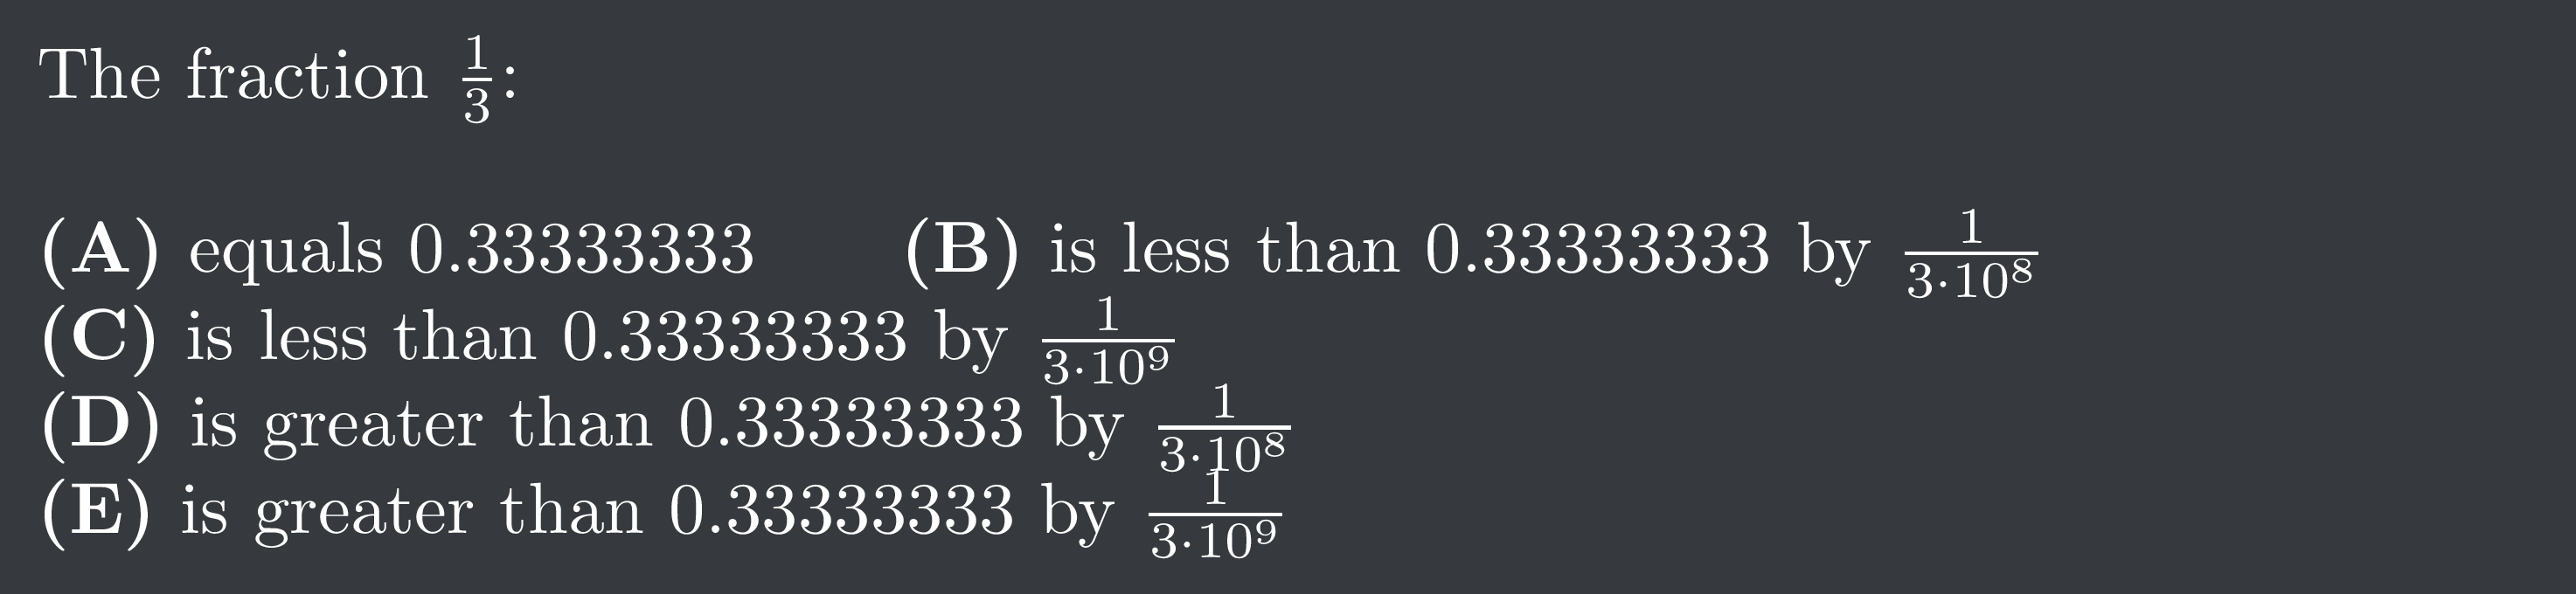 The fraction $\frac{1}{3}$:
(A) equals 0.33333333 (B) is less than 0.33333333 by $\frac{1}{3 \cdot 10^8}$
(C) is less than 0.33333333 by $\frac{1}{3 \cdot 10^9}$
(D) is greater than 0.33333333 by $\frac{1}{3 \cdot 10^8}$
(E) is greater than 0.33333333 by $\frac{1}{3 \cdot 10^9}$